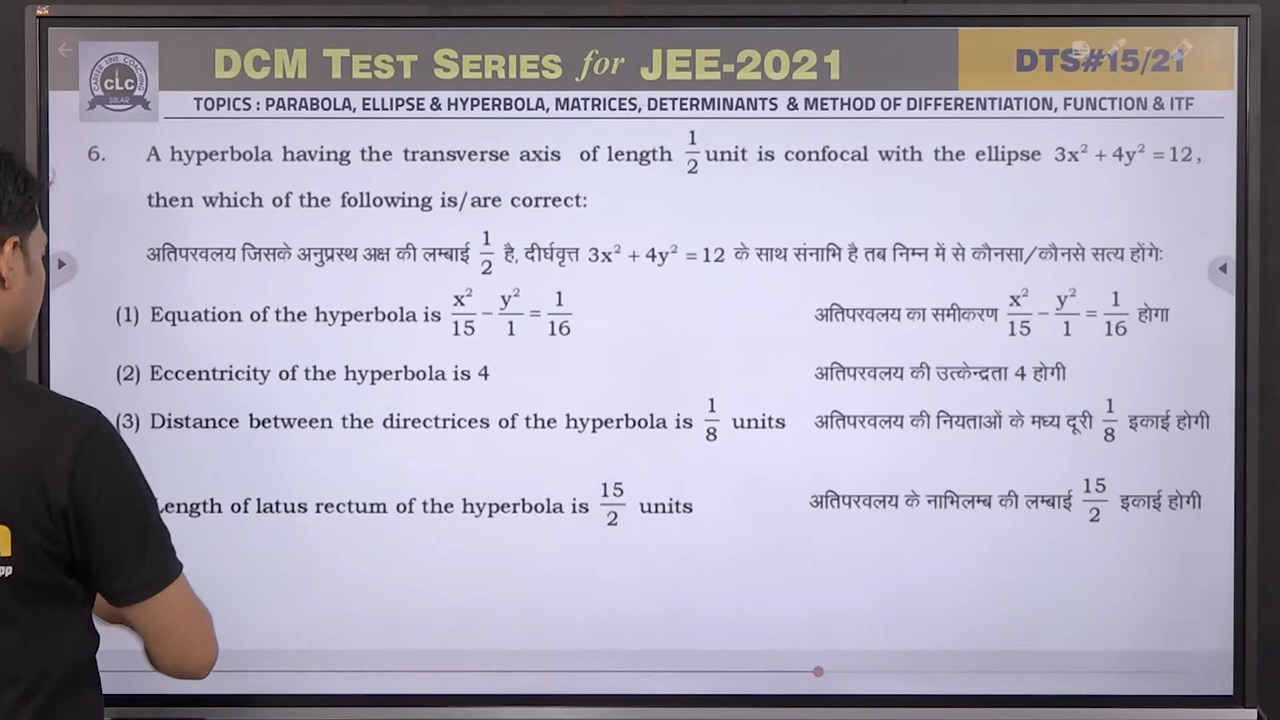 DCM TEST SERIES for JEE-2021
DTS#15/21
CAREER LINE COACHING
CLC
SIKAR
TOPICS : PARABOLA, ELLIPSE & HYPERBOLA, MATRICES, DETERMINANTS & METHOD OF DIFFERENTIATION, FUNCTION & ITF
6. A hyperbola having the transverse axis of length 1/2 unit is confocal with the ellipse 3x² + 4y² = 12,
then which of the following is/are correct:
अतिपरवलय जिसके अनुप्रस्थ अक्ष की लम्बाई 1/2 है, दीर्घवृत्त 3x² + 4y² = 12 के साथ संनाभि है तब निम्न में से कौनसा/कौनसे सत्य होंगेः
(1) Equation of the hyperbola is x²/15 − y²/1 = 1/16 अतिपरवलय का समीकरण x²/15 − y²/1 = 1/16 होगा
(2) Eccentricity of the hyperbola is 4 अतिपरवलय की उत्केन्द्रता 4 होगी
(3) Distance between the directrices of the hyperbola is 1/8 units अतिपरवलय की नियताओं के मध्य दूरी 1/8 इकाई होगी
Length of latus rectum of the hyperbola is 15/2 units अतिपरवलय के नाभिलम्ब की लम्बाई 15/2 इकाई होगी